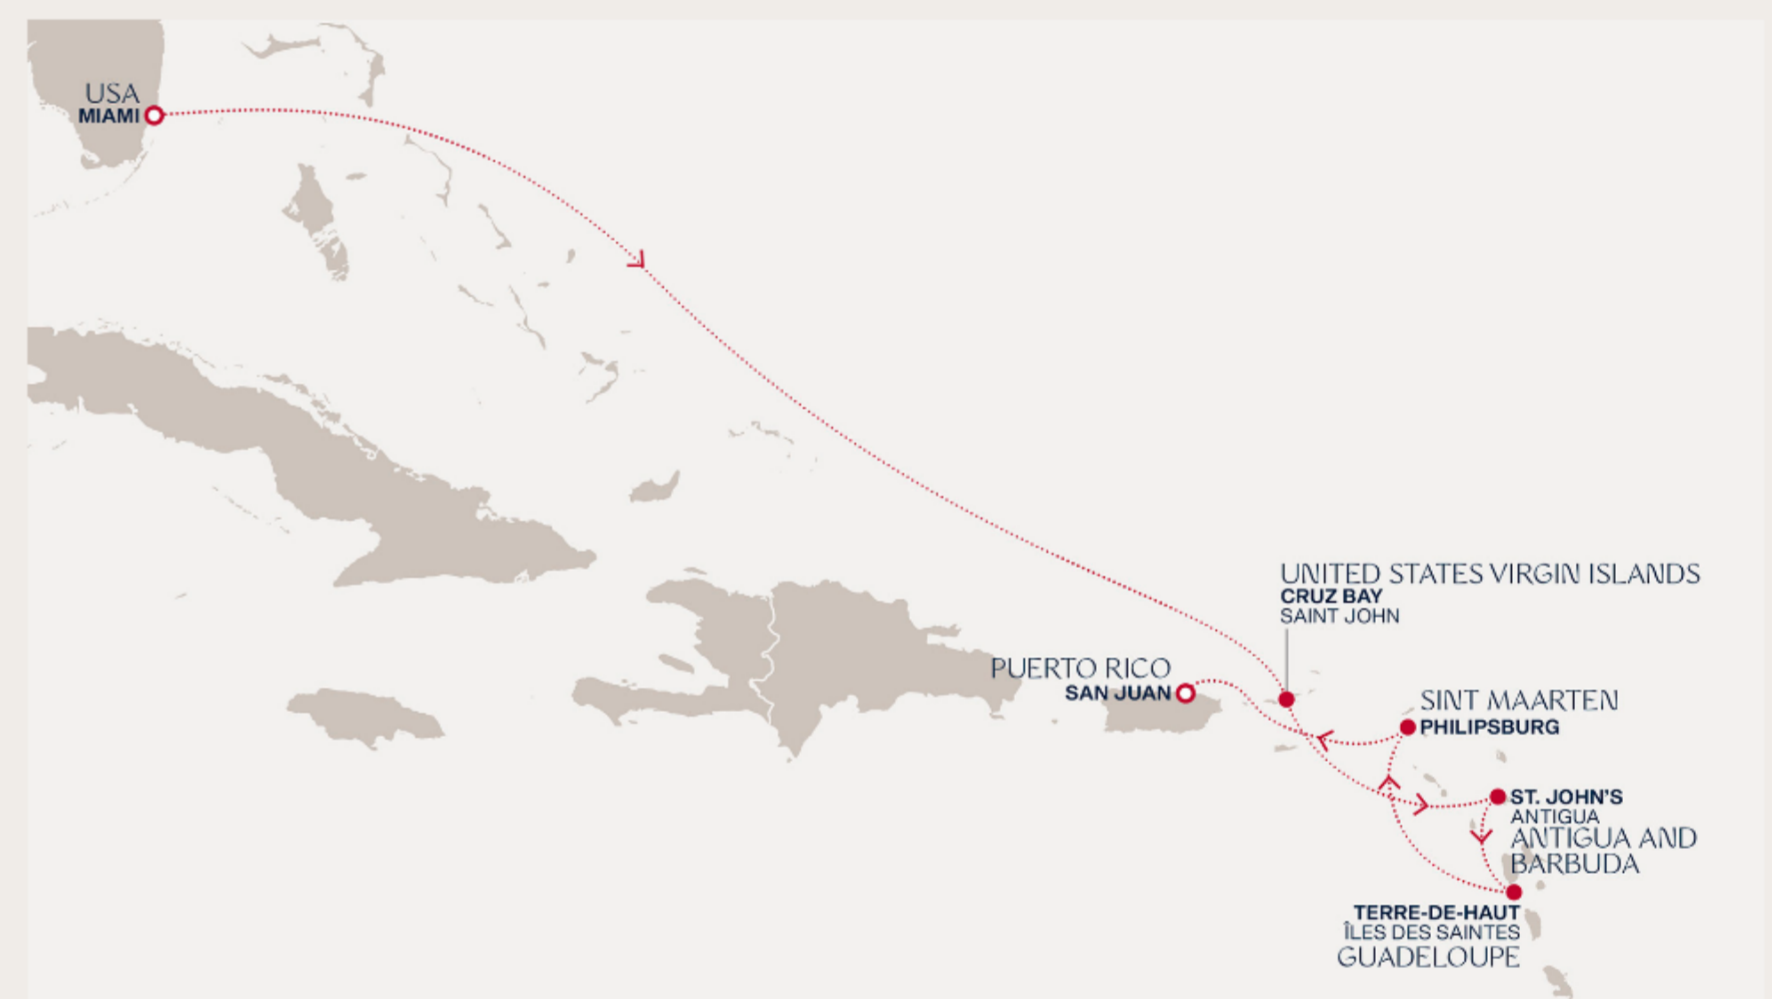 USA
MIAMI
UNITED STATES VIRGIN ISLANDS
CRUZ BAY
SAINT JOHN
PUERTO RICO
SAN JUAN
SINT MAARTEN
PHILIPSBURG
ST. JOHN'S
ANTIGUA
ANTIGUA AND
BARBUDA
TERRE-DE-HAUT
ÎLES DES SAINTES
GUADELOUPE